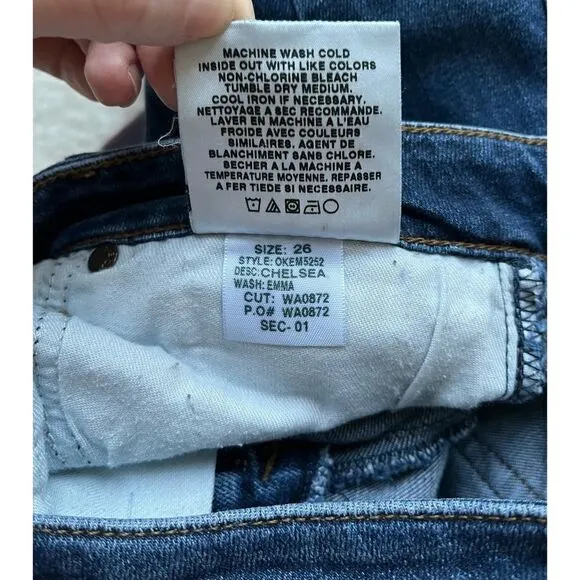 MACHINE WASH COLD
INSIDE OUT WITH LIKE COLORS
NON-CHLORINE BLEACH
TUMBLE DRY MEDIUM.
COOL IRON IF NECESSARY.
NETTOYAGE A SEC RECOMMANDE.
LAVER EN MACHINE A L'EAU
FROIDE AVEC COULEURS
SIMILAIRES. AGENT DE
BLANCHIMENT SANS CHLORE.
SECHER A LA MACHINE A
TEMPERATURE MOYENNE. REPASSER
A FER TIEDE SI NECESSAIRE.
SIZE: 26
STYLE: OKEM5252
DESC: CHELSEA
WASH: EMMA
CUT: WA0872
P.O# WA0872
SEC- 01